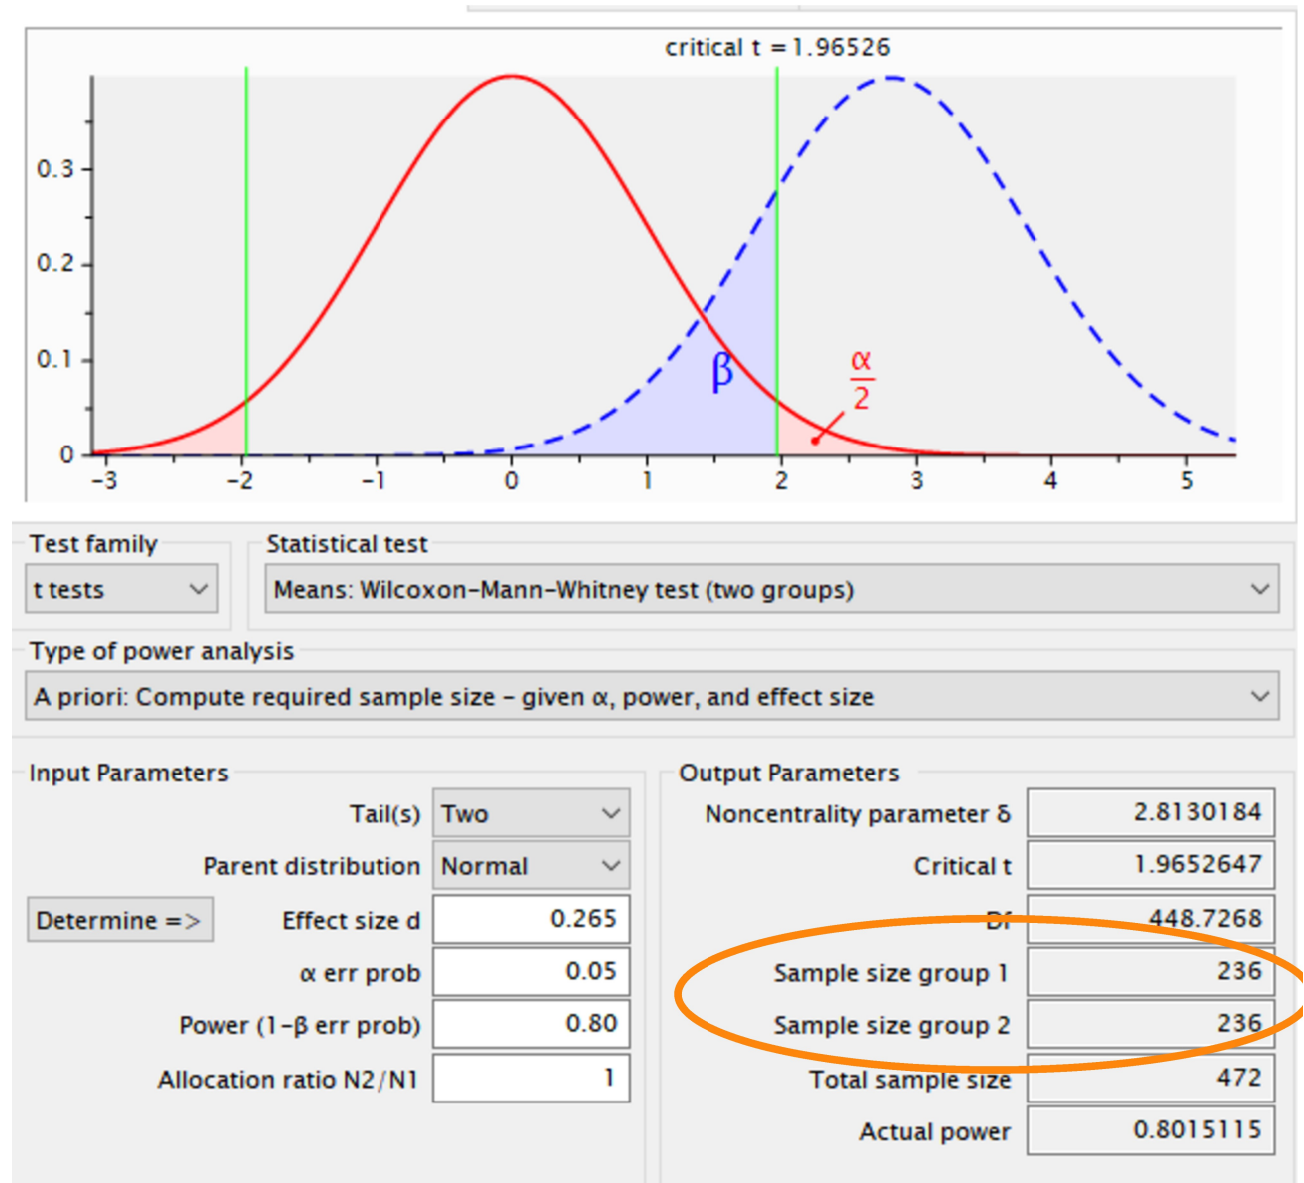 critical t = 1.96526
0.3
0.2
0.1
0
β
α
2
-3 -2 -1 0 1 2 3 4 5
Test family Statistical test
t tests Means: Wilcoxon-Mann-Whitney test (two groups)
Type of power analysis
A priori: Compute required sample size - given α, power, and effect size
Input Parameters
Tail(s) Two
Parent distribution Normal
Determine => Effect size d 0.265
α err prob 0.05
Power (1-β err prob) 0.80
Allocation ratio N2/N1 1
Output Parameters
Noncentrality parameter δ 2.8130184
Critical t 1.9652647
Df 448.7268
Sample size group 1 236
Sample size group 2 236
Total sample size 472
Actual power 0.8015115